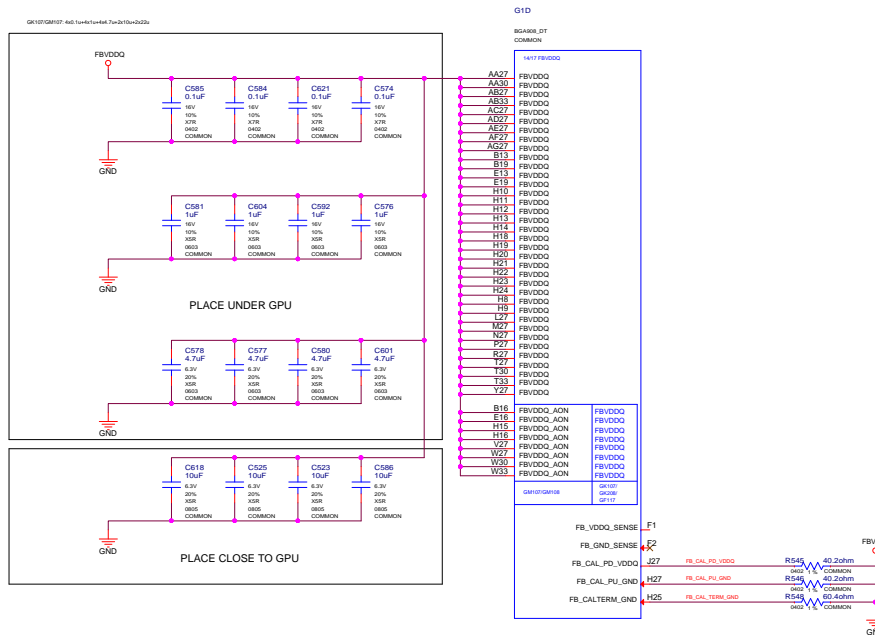 GK107/GM107: 4x0.1u+4x1u+4x4.7u+2x10u+2x22u
FBVDDQ
C585 C584 C621 C574
0.1uF 0.1uF 0.1uF 0.1uF
16V 16V 16V 16V
10% 10% 10% 10%
X7R X7R X7R X7R
0402 0402 0402 0402
COMMON COMMON COMMON COMMON
GND
C581 C604 C592 C576
1uF 1uF 1uF 1uF
16V 16V 16V 16V
10% 10% 10% 10%
X5R X5R X5R X5R
0603 0603 0603 0603
COMMON COMMON COMMON COMMON
GND
PLACE UNDER GPU
C578 C577 C580 C601
4.7uF 4.7uF 4.7uF 4.7uF
6.3V 6.3V 6.3V 6.3V
20% 20% 20% 20%
X5R X5R X5R X5R
0603 0603 0603 0603
COMMON COMMON COMMON COMMON
GND
C618 C525 C523 C586
10uF 10uF 10uF 10uF
6.3V 6.3V 6.3V 6.3V
20% 20% 20% 20%
X5R X5R X5R X5R
0805 0805 0805 0805
COMMON COMMON COMMON COMMON
GND
PLACE CLOSE TO GPU
G1D
BGA908_DT
COMMON
14/17 FBVDDQ
AA27 FBVDDQ
AA30 FBVDDQ
AB27 FBVDDQ
AB33 FBVDDQ
AC27 FBVDDQ
AD27 FBVDDQ
AE27 FBVDDQ
AF27 FBVDDQ
AG27 FBVDDQ
B13 FBVDDQ
B19 FBVDDQ
E13 FBVDDQ
E19 FBVDDQ
H10 FBVDDQ
H11 FBVDDQ
H12 FBVDDQ
H13 FBVDDQ
H14 FBVDDQ
H18 FBVDDQ
H19 FBVDDQ
H20 FBVDDQ
H21 FBVDDQ
H22 FBVDDQ
H23 FBVDDQ
H24 FBVDDQ
H8 FBVDDQ
H9 FBVDDQ
L27 FBVDDQ
M27 FBVDDQ
N27 FBVDDQ
P27 FBVDDQ
R27 FBVDDQ
T27 FBVDDQ
T30 FBVDDQ
T33 FBVDDQ
Y27 FBVDDQ
B16 FBVDDQ_AON FBVDDQ
E16 FBVDDQ_AON FBVDDQ
H15 FBVDDQ_AON FBVDDQ
H16 FBVDDQ_AON FBVDDQ
V27 FBVDDQ_AON FBVDDQ
W27 FBVDDQ_AON FBVDDQ
W30 FBVDDQ_AON FBVDDQ
W33 FBVDDQ_AON FBVDDQ
GM107/GM108
GK107/
GK208/
GF117
FB_VDDQ_SENSE F1
FB_GND_SENSE F2
FB_CAL_PD_VDDQ J27 FB_CAL_PD_VDDQ R545 40.2ohm
0402 1 % COMMON
FB_CAL_PU_GND H27 FB_CAL_PU_GND R546 40.2ohm
0402 1 % COMMON
FB_CALTERM_GND H25 FB_CAL_TERM_GND R548 60.4ohm
0402 1 % COMMON